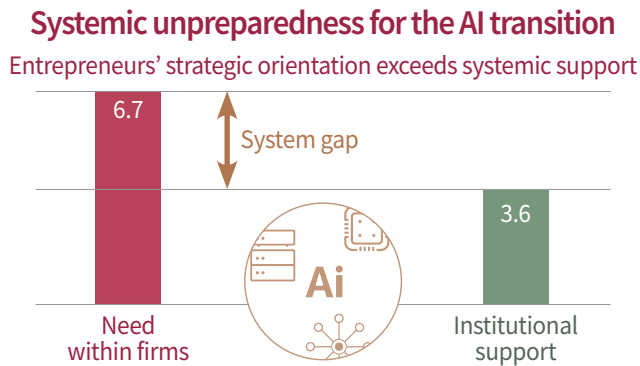 Systemic unpreparedness for the AI transition
Entrepreneurs’ strategic orientation exceeds systemic support
6.7
System gap
3.6
Ai
Need
within firms
Institutional
support